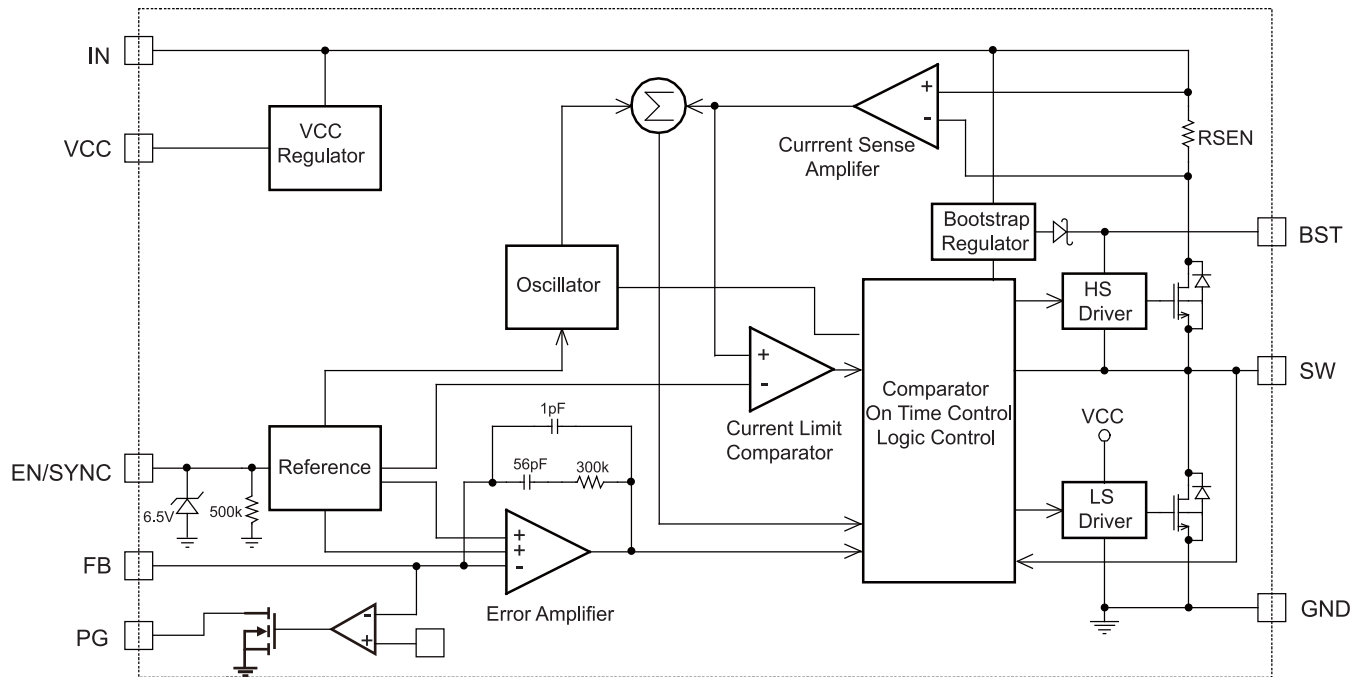 IN
VCC
VCC
Regulator
Σ
+
-
Currrent Sense
Amplifer
RSEN
Bootstrap
Regulator
BST
Oscillator
HS
Driver
+
-
Current Limit
Comparator
Comparator
On Time Control
Logic Control
SW
VCC
1pF
EN/SYNC
Reference
56pF
300k
6.5V
500k
LS
Driver
+
+
-
FB
Error Amplifier
GND
PG
-
+